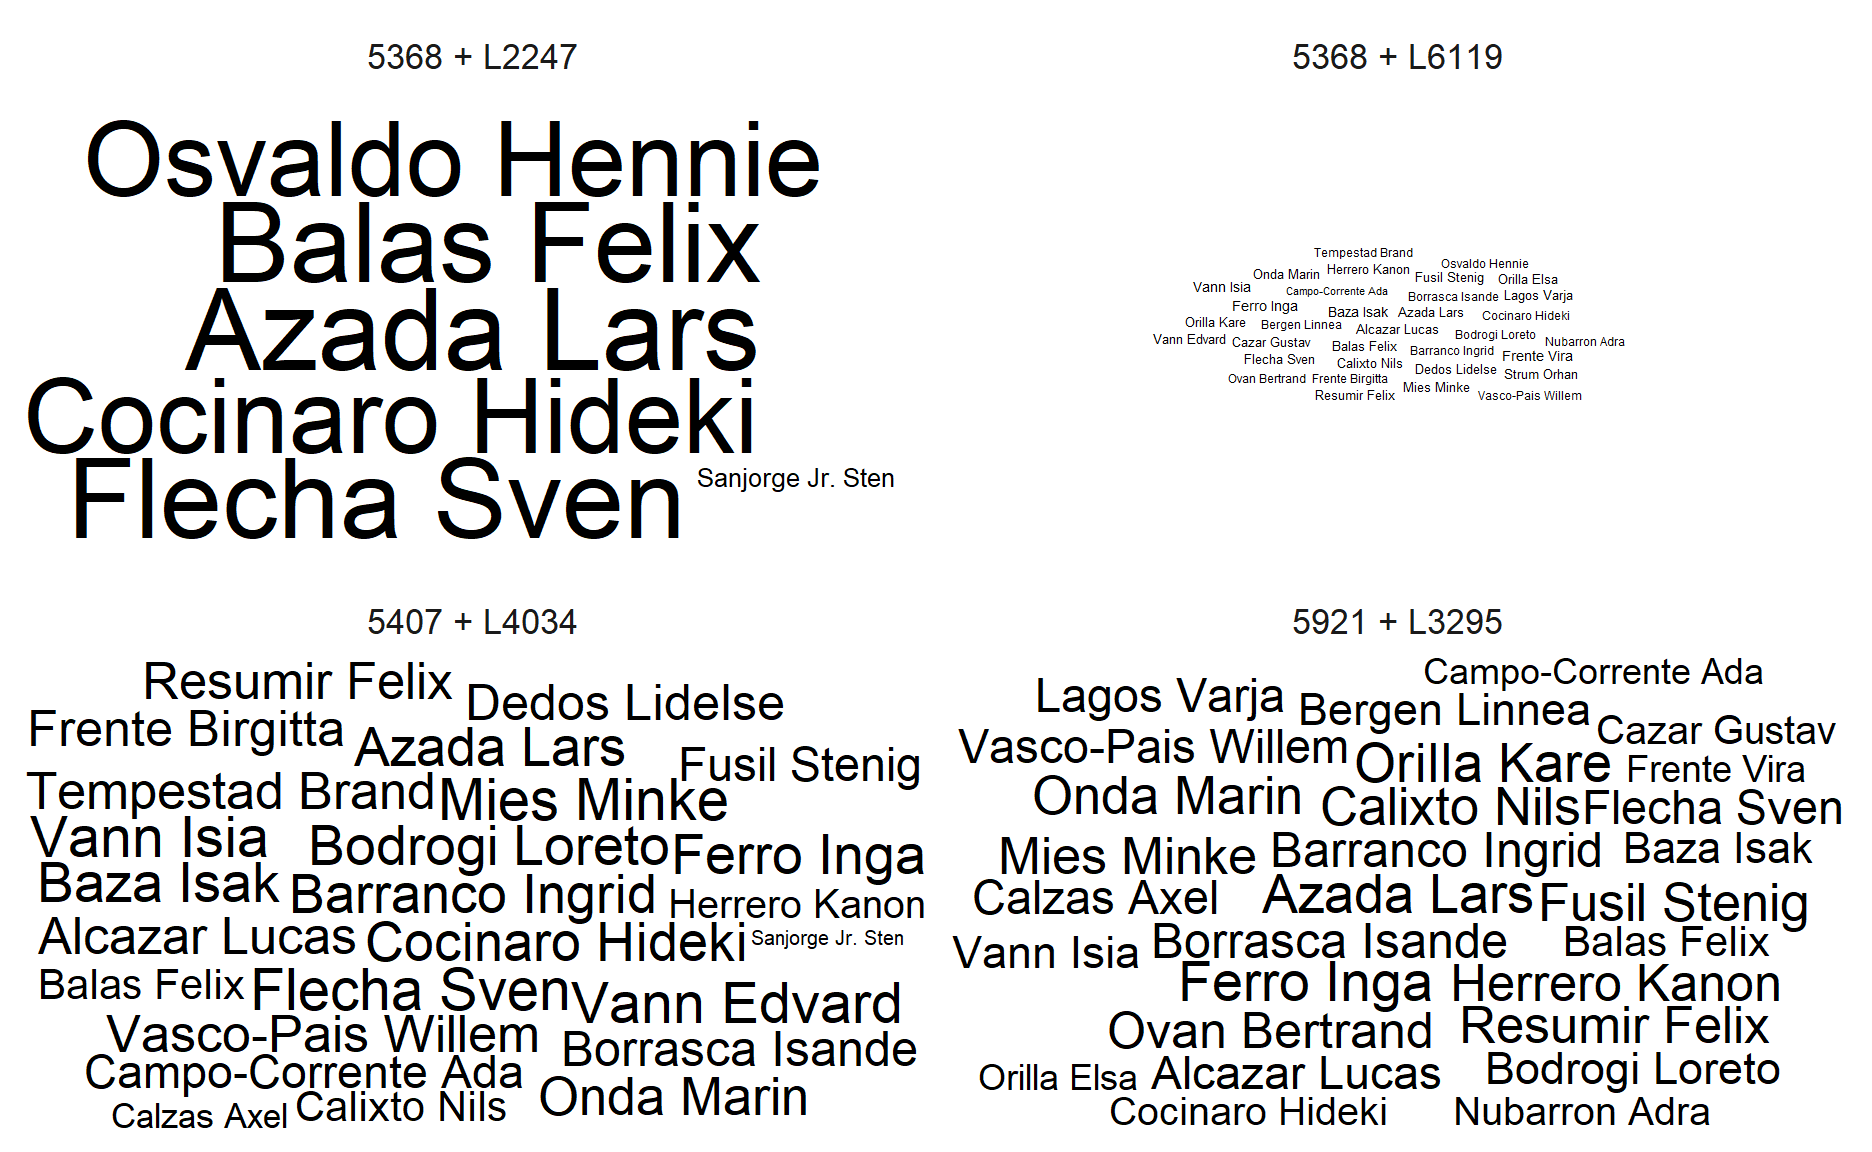 5368 + L2247
Osvaldo Hennie
Balas Felix
Azada Lars
Cocinaro Hideki
Flecha Sven
Sanjorge Jr. Sten
5368 + L6119
Tempestad Brand
Osvaldo Hennie
Onda Marin
Herrero Kanon
Fusil Stenig
Orilla Elsa
Vann Isia
Campo-Corrente Ada
Borrasca Isande
Lagos Varja
Ferro Inga
Baza Isak
Azada Lars
Cocinaro Hideki
Orilla Kare
Bergen Linnea
Alcazar Lucas
Bodrogi Loreto
Vann Edvard
Cazar Gustav
Balas Felix
Barranco Ingrid
Nubarron Adra
Flecha Sven
Calixto Nils
Frente Vira
Dedos Lidelse
Strum Orhan
Ovan Bertrand
Frente Birgitta
Mies Minke
Resumir Felix
Vasco-Pais Willem
5407 + L4034
Resumir Felix
Dedos Lidelse
Frente Birgitta
Azada Lars
Fusil Stenig
Tempestad Brand
Mies Minke
Vann Isia
Bodrogi Loreto
Ferro Inga
Baza Isak
Barranco Ingrid
Herrero Kanon
Alcazar Lucas
Cocinaro Hideki
Sanjorge Jr. Sten
Balas Felix
Flecha Sven
Vann Edvard
Vasco-Pais Willem
Borrasca Isande
Campo-Corrente Ada
Onda Marin
Calzas Axel
Calixto Nils
5921 + L3295
Campo-Corrente Ada
Lagos Varja
Bergen Linnea
Cazar Gustav
Vasco-Pais Willem
Orilla Kare
Frente Vira
Onda Marin
Calixto Nils
Flecha Sven
Mies Minke
Barranco Ingrid
Baza Isak
Calzas Axel
Azada Lars
Fusil Stenig
Vann Isia
Borrasca Isande
Balas Felix
Ferro Inga
Herrero Kanon
Ovan Bertrand
Resumir Felix
Orilla Elsa
Alcazar Lucas
Bodrogi Loreto
Cocinaro Hideki
Nubarron Adra